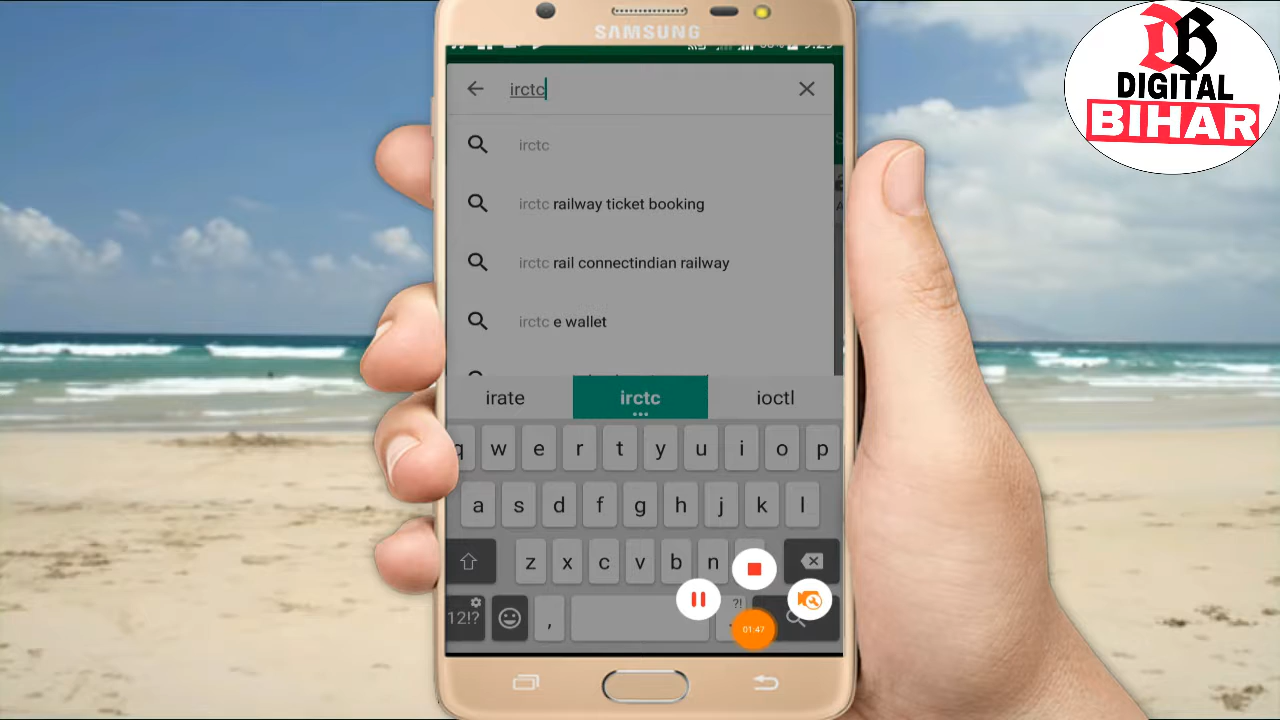 SAMSUNG
irctc
irctc
irctc railway ticket booking
irctc rail connectindian railway
irctc e wallet
irate irctc ioctl
q w e r t y u i o p
a s d f g h j k l
z x c v b n
12!? , ?!
01:47
DB
DIGITAL
BIHAR